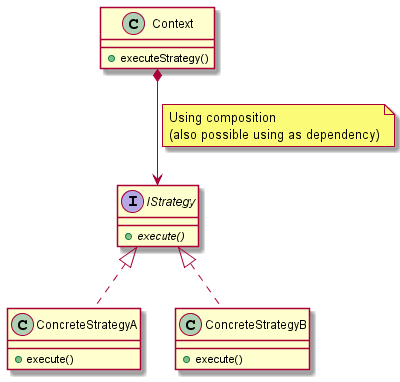 C Context
executeStrategy()
Using composition
(also possible using as dependency)
I IStrategy
execute()
C ConcreteStrategyA
execute()
C ConcreteStrategyB
execute()